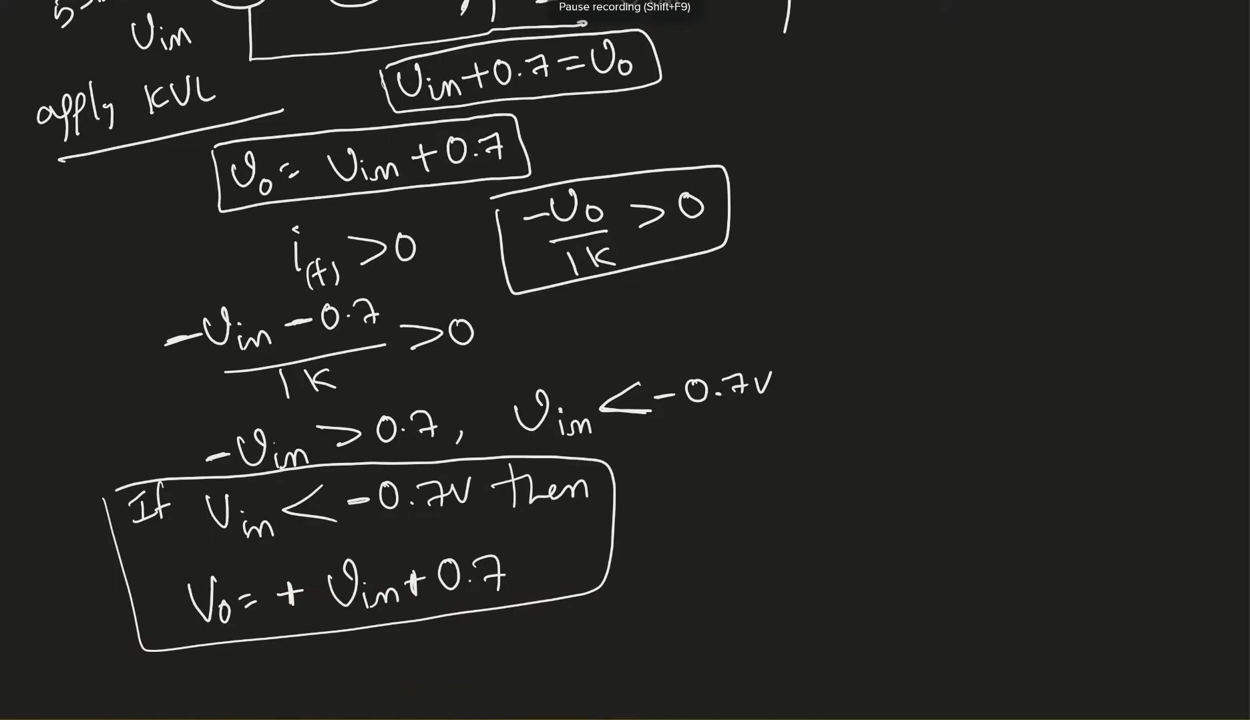 Pause recording (Shift+F9)
5
Vin
apply KVL
Vin+0.7=Vo
Vo= Vin+0.7
-Vo/1K >0
i(t) >0
-Vin-0.7/1K >0
-Vin > 0.7, Vin < -0.7V
If Vin < -0.7V then
Vo= + Vin+0.7